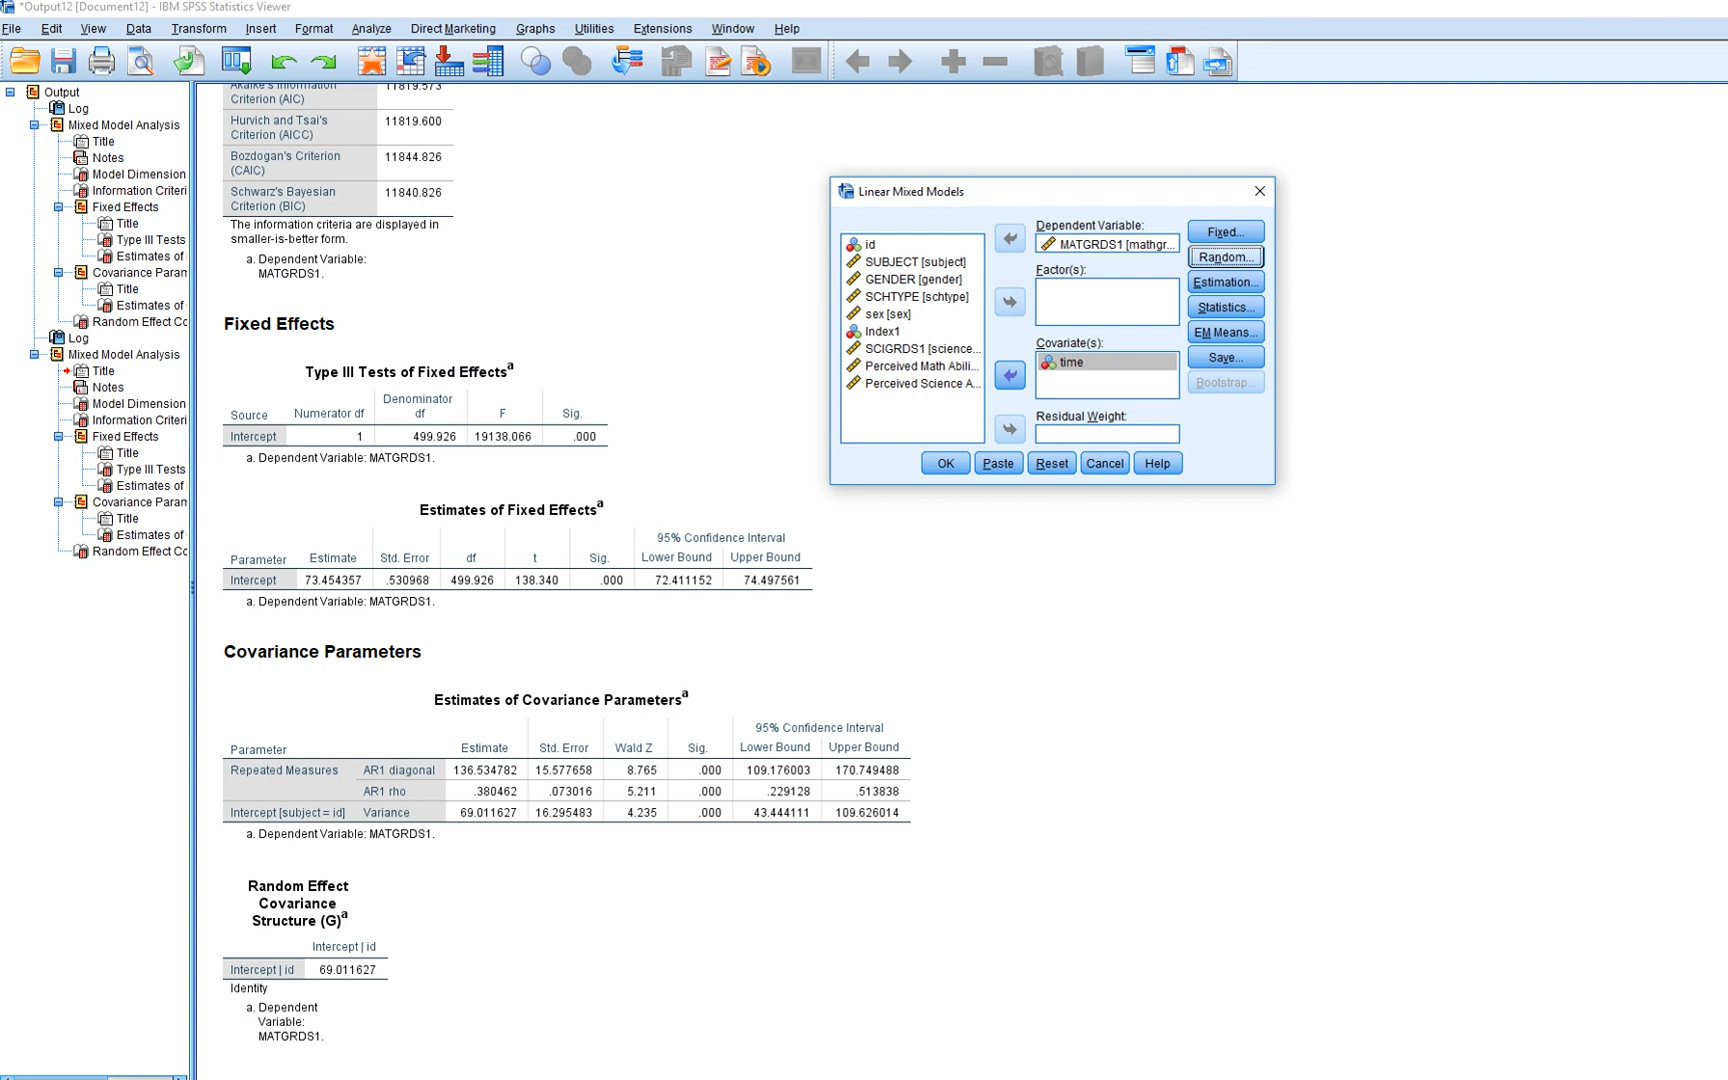 *Output12 [Document12] - IBM SPSS Statistics Viewer
File Edit View Data Transform Insert Format Analyze Direct Marketing Graphs Utilities Extensions Window Help
Output
Log
Mixed Model Analysis
Title
Notes
Model Dimension
Information Criteri
Fixed Effects
Title
Type III Tests
Estimates of
Covariance Param
Title
Estimates of
Random Effect Co
Log
Mixed Model Analysis
Title
Notes
Model Dimension
Information Criteri
Fixed Effects
Title
Type III Tests
Estimates of
Covariance Param
Title
Estimates of
Random Effect Co
Akaike's Information 11819.573
Criterion (AIC)
Hurvich and Tsai's 11819.600
Criterion (AICC)
Bozdogan's Criterion 11844.826
(CAIC)
Schwarz's Bayesian 11840.826
Criterion (BIC)
The information criteria are displayed in
smaller-is-better form.
a. Dependent Variable:
MATGRDS1.
Fixed Effects
Type III Tests of Fixed Effectsa
Denominator
Source Numerator df df F Sig.
Intercept 1 499.926 19138.066 .000
a. Dependent Variable: MATGRDS1.
Estimates of Fixed Effectsa
95% Confidence Interval
Parameter Estimate Std. Error df t Sig. Lower Bound Upper Bound
Intercept 73.454357 .530968 499.926 138.340 .000 72.411152 74.497561
a. Dependent Variable: MATGRDS1.
Covariance Parameters
Estimates of Covariance Parametersa
95% Confidence Interval
Parameter Estimate Std. Error Wald Z Sig. Lower Bound Upper Bound
Repeated Measures AR1 diagonal 136.534782 15.577658 8.765 .000 109.176003 170.749488
AR1 rho .380462 .073016 5.211 .000 .229128 .513838
Intercept [subject = id] Variance 69.011627 16.295483 4.235 .000 43.444111 109.626014
a. Dependent Variable: MATGRDS1.
Random Effect
Covariance
Structure (G)a
Intercept | id
Intercept | id 69.011627
Identity
a. Dependent
Variable:
MATGRDS1.
Linear Mixed Models
id
SUBJECT [subject]
GENDER [gender]
SCHTYPE [schtype]
sex [sex]
Index1
SCIGRDS1 [science...
Perceived Math Abili...
Perceived Science A...
Dependent Variable:
MATGRDS1 [mathgr...
Factor(s):
Covariate(s):
time
Residual Weight:
Fixed...
Random...
Estimation...
Statistics...
EM Means...
Save...
Bootstrap...
OK Paste Reset Cancel Help